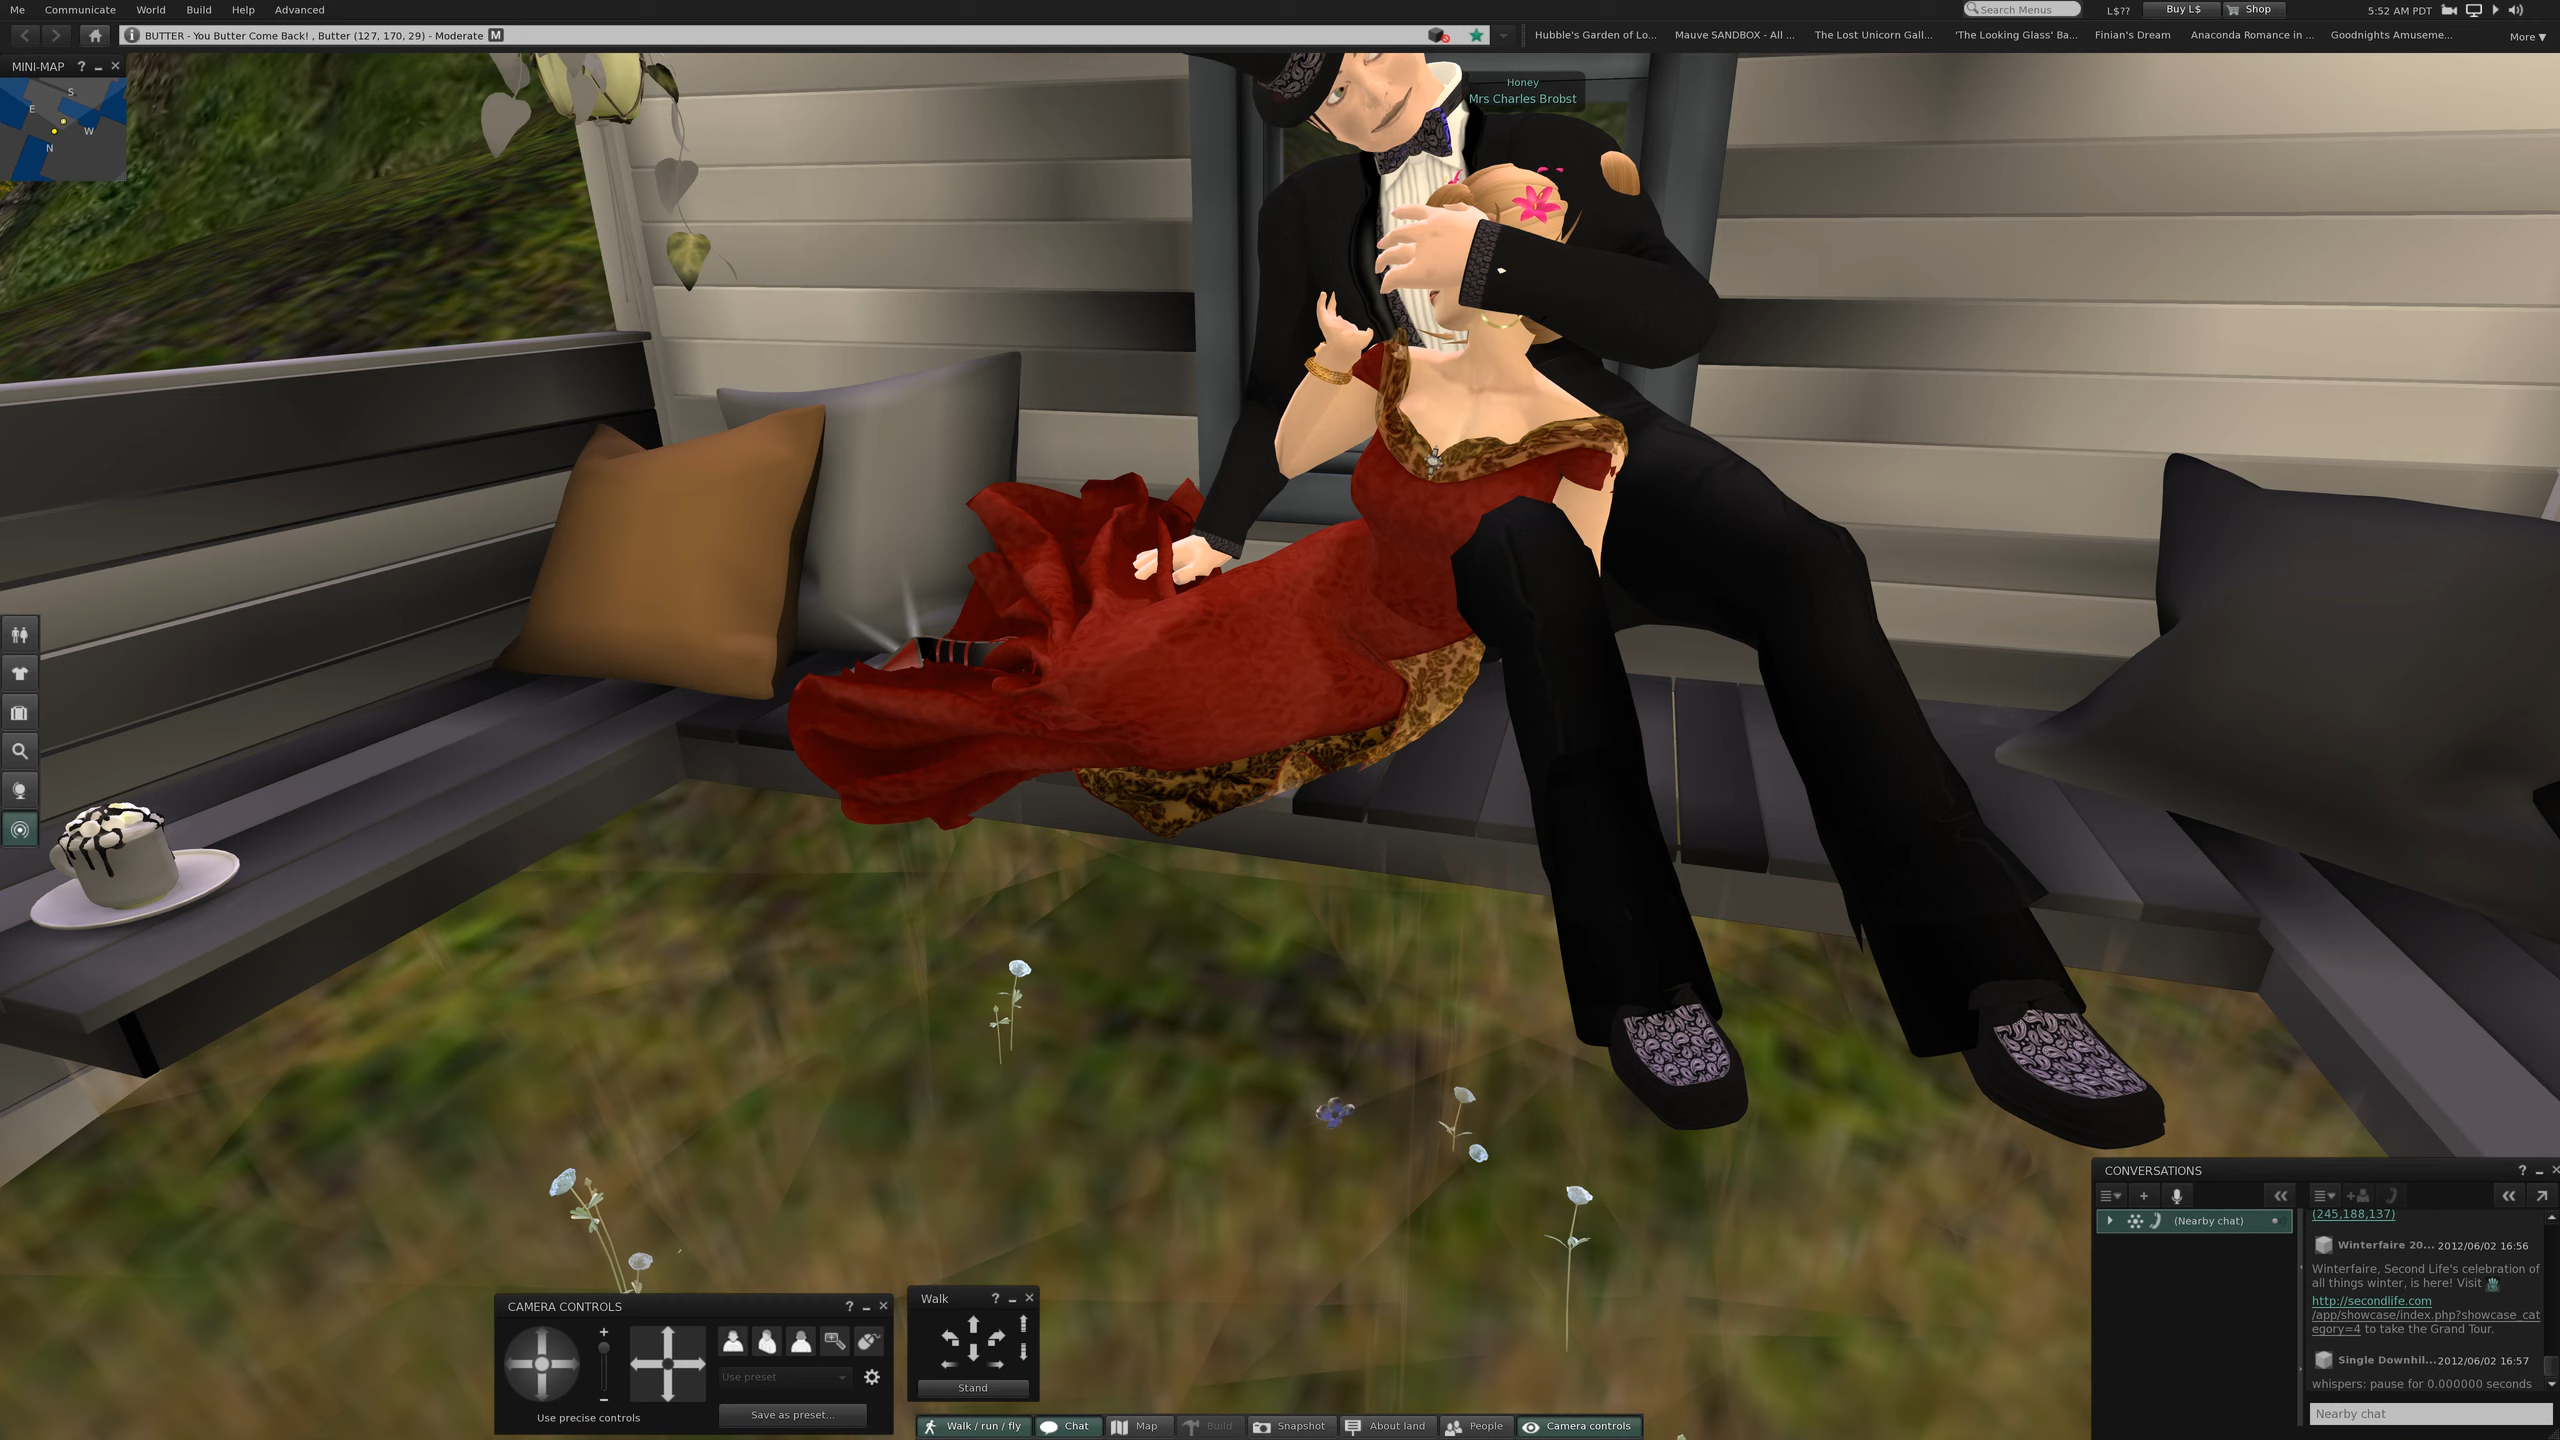 Me Communicate World Build Help Advanced
Search Menus
L$??
Buy L$
Shop
5:52 AM PDT
BUTTER - You Butter Come Back! , Butter (127, 170, 29) - Moderate M
Hubble's Garden of Lo...
Mauve SANDBOX - All ...
The Lost Unicorn Gall...
'The Looking Glass' Ba...
Finian's Dream
Anaconda Romance in ...
Goodnights Amuseme...
More ▼
MINI-MAP ?
S
E
W
N
Honey
Mrs Charles Brobst
CONVERSATIONS ?
(Nearby chat)
(245,188,137)
Winterfaire 20... 2012/06/02 16:56
Winterfaire, Second Life's celebration of
all things winter, is here! Visit
http://secondlife.com
/app/showcase/index.php?showcase_cat
egory=4 to take the Grand Tour.
Single Downhil... 2012/06/02 16:57
whispers: pause for 0.000000 seconds
Nearby chat
CAMERA CONTROLS ?
Use preset
Use precise controls
Save as preset...
Walk ?
Stand
Walk / run / fly
Chat
Map
Build
Snapshot
About land
People
Camera controls